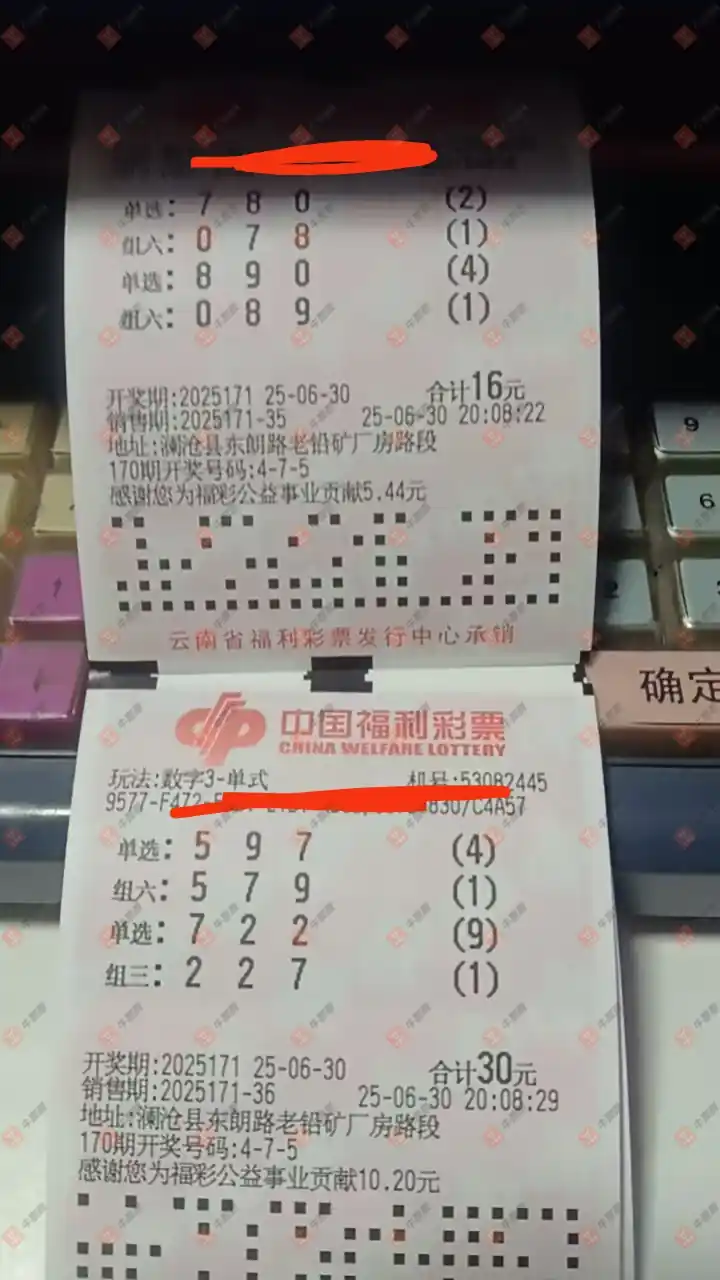 单选: 7 8 0 (2)
组六: 0 7 8 (1)
单选: 8 9 0 (4)
组六: 0 8 9 (1)
开奖期:2025171 25-06-30 合计16元
销售期:2025171-35 25-06-30 20:08:22
地址:澜沧县东朗路老铅矿厂房路段
170期开奖号码:4-7-5
感谢您为福彩公益事业贡献5.44元
云南省福利彩票发行中心承销
中国福利彩票
CHINA WELFARE LOTTERY
玩法:数字3-单式 机号:53082445
9577-F472- 830/C4A57
单选: 5 9 7 (4)
组六: 5 7 9 (1)
单选: 7 2 2 (9)
组三: 2 2 7 (1)
开奖期:2025171 25-06-30 合计30元
销售期:2025171-36 25-06-30 20:08:29
地址:澜沧县东朗路老铅矿厂房路段
170期开奖号码:4-7-5
感谢您为福彩公益事业贡献10.20元
9
6
2
确定